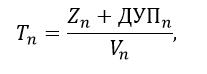 Tₙ = (Zₙ + ДУПₙ) / Vₙ,